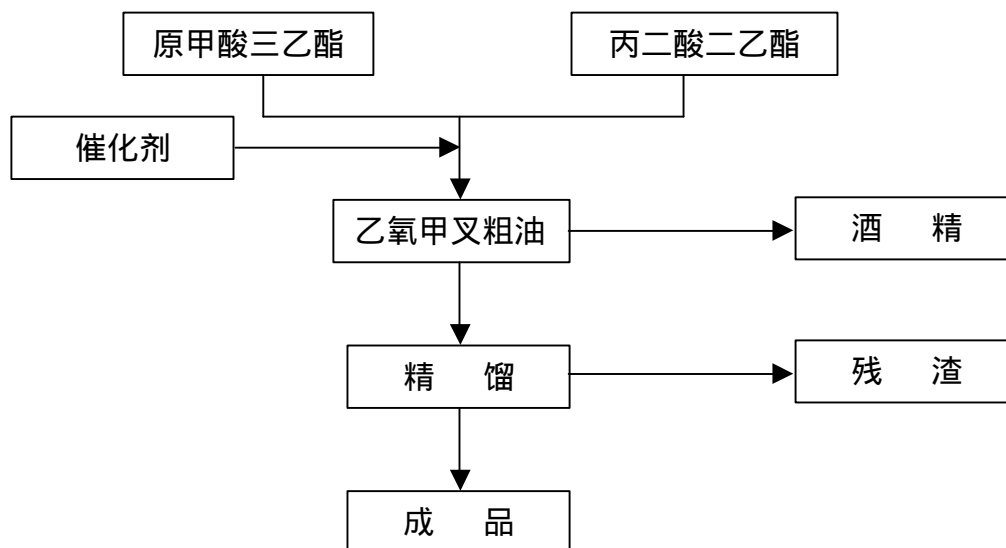 原甲酸三乙酯
丙二酸二乙酯
催化剂
乙氧甲叉粗油
酒 精
精 馏
残 渣
成 品